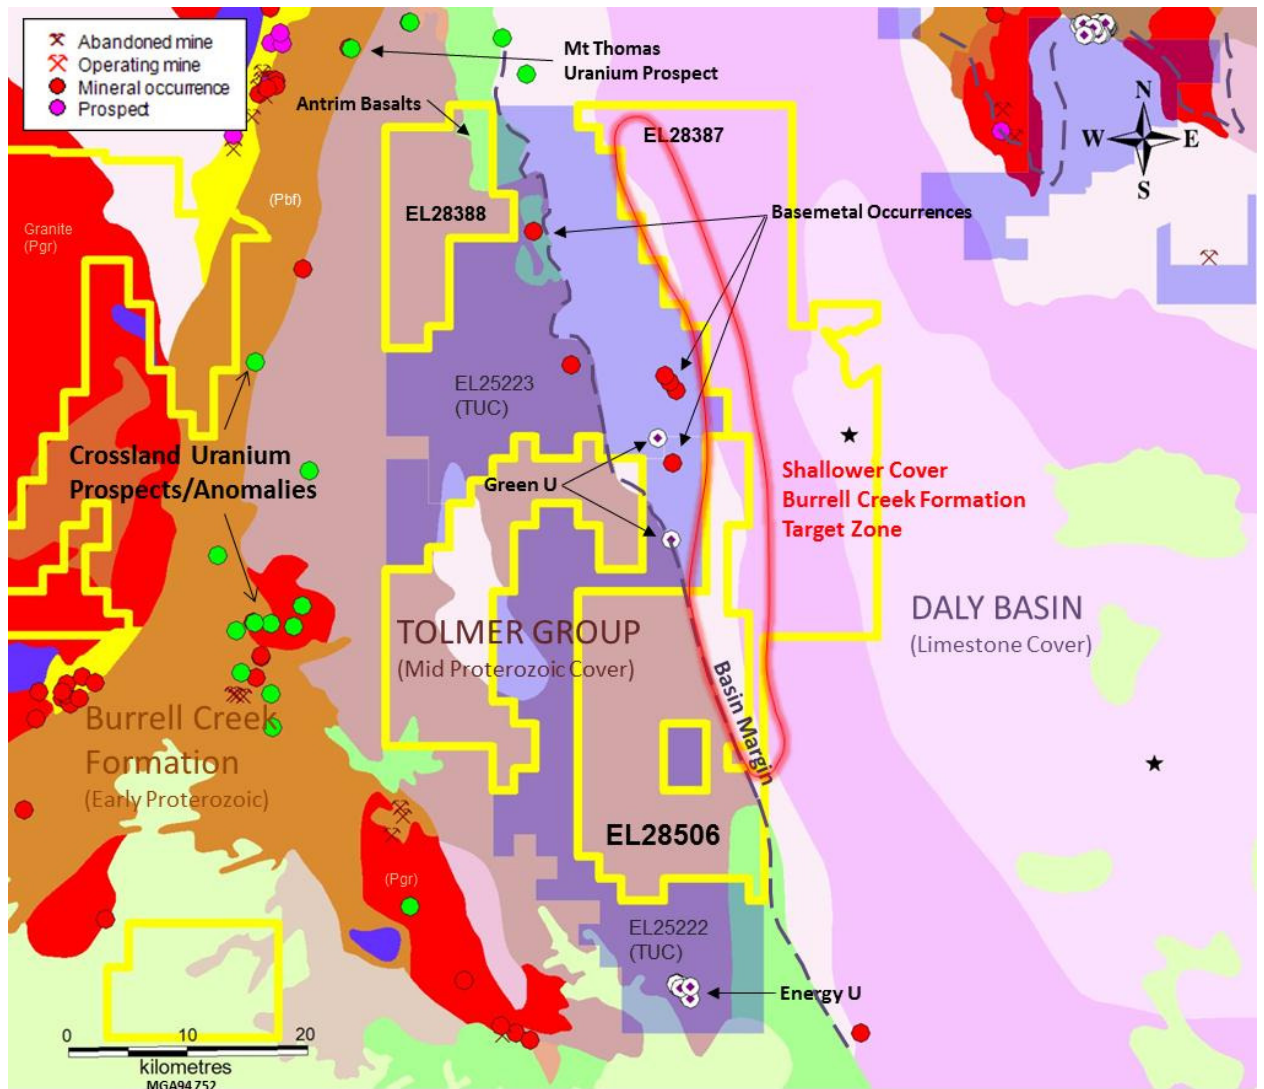 Abandoned mine
Operating mine
Mineral occurrence
Prospect
Mt Thomas
Uranium Prospect
Antrim Basalts
EL28387
N
W
E
S
(Pbf)
EL28388
Basemetal Occurrences
Granite
(Pgr)
EL25223
(TUC)
Crossland Uranium
Prospects/Anomalies
Green U
Shallower Cover
Burrell Creek Formation
Target Zone
DALY BASIN
(Limestone Cover)
TOLMER GROUP
(Mid Proterozoic Cover)
Basin Margin
Burrell Creek
Formation
(Early Proterozoic)
EL28506
(Pgr)
EL25222
(TUC)
Energy U
0
10
20
kilometres
MGA94 Z52